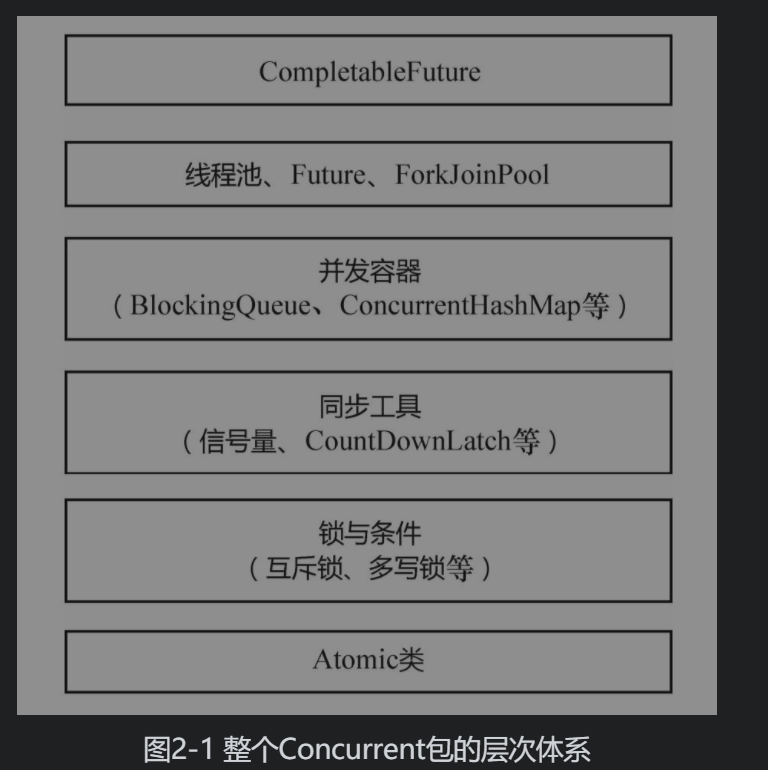 CompletableFuture
线程池、Future、ForkJoinPool
并发容器
（BlockingQueue、ConcurrentHashMap等）
同步工具
（信号量、CountDownLatch等）
锁与条件
（互斥锁、多写锁等）
Atomic类
图2-1 整个Concurrent包的层次体系